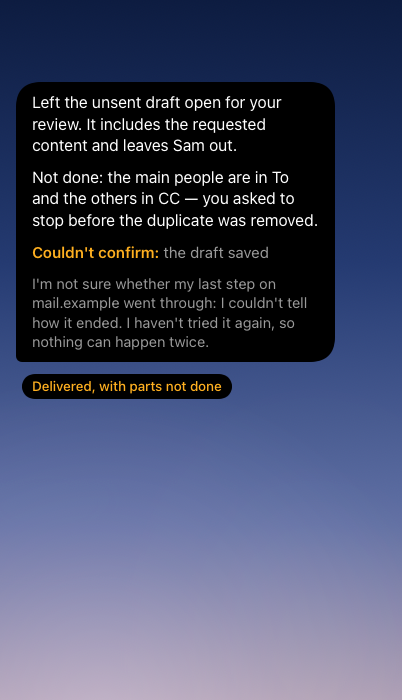 Left the unsent draft open for your
review. It includes the requested
content and leaves Sam out.
Not done: the main people are in To
and the others in CC — you asked to
stop before the duplicate was removed.
Couldn't confirm: the draft saved
I'm not sure whether my last step on
mail.example went through: I couldn't tell
how it ended. I haven't tried it again, so
nothing can happen twice.
Delivered, with parts not done